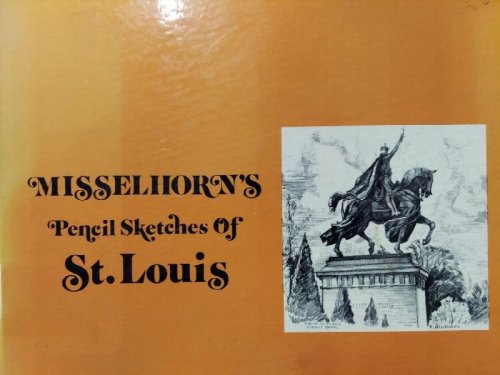 MISSELHORN'S
Pencil Sketches Of
St. Louis